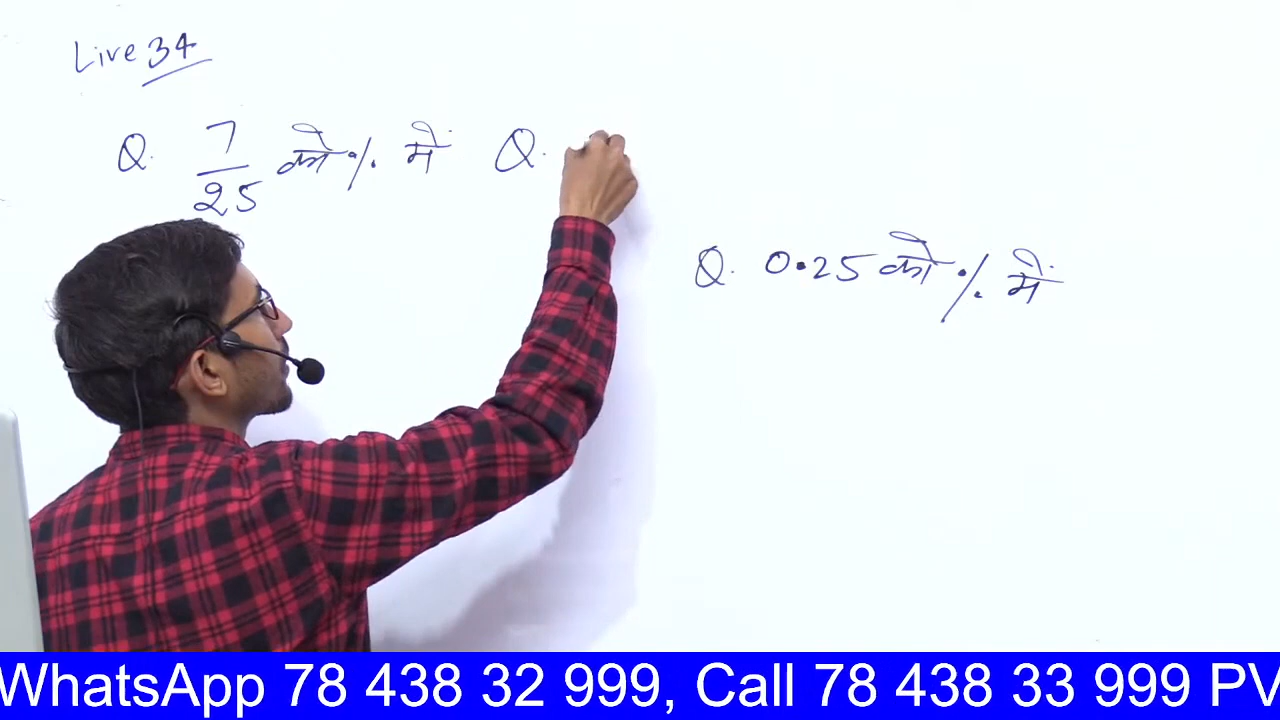 Live 34
Q. 7/25 को % में Q.
Q. 0.25 को % में
WhatsApp 78 438 32 999, Call 78 438 33 999 PV